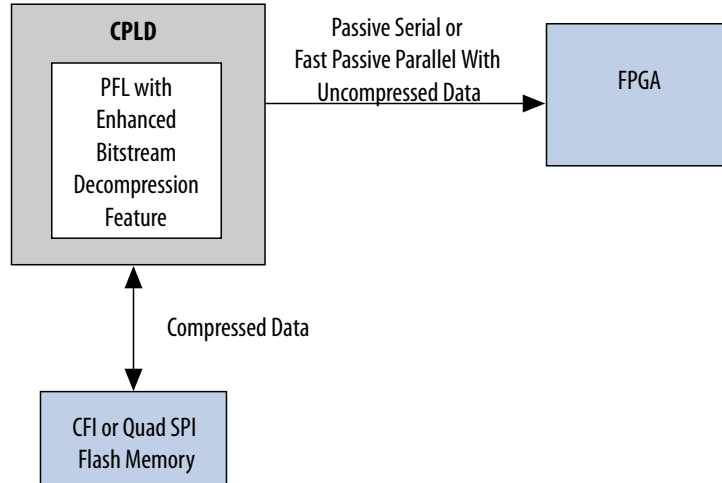 CPLD
PFL with
Enhanced
Bitstream
Decompression
Feature
Passive Serial or
Fast Passive Parallel With
Uncompressed Data
FPGA
Compressed Data
CFI or Quad SPI
Flash Memory